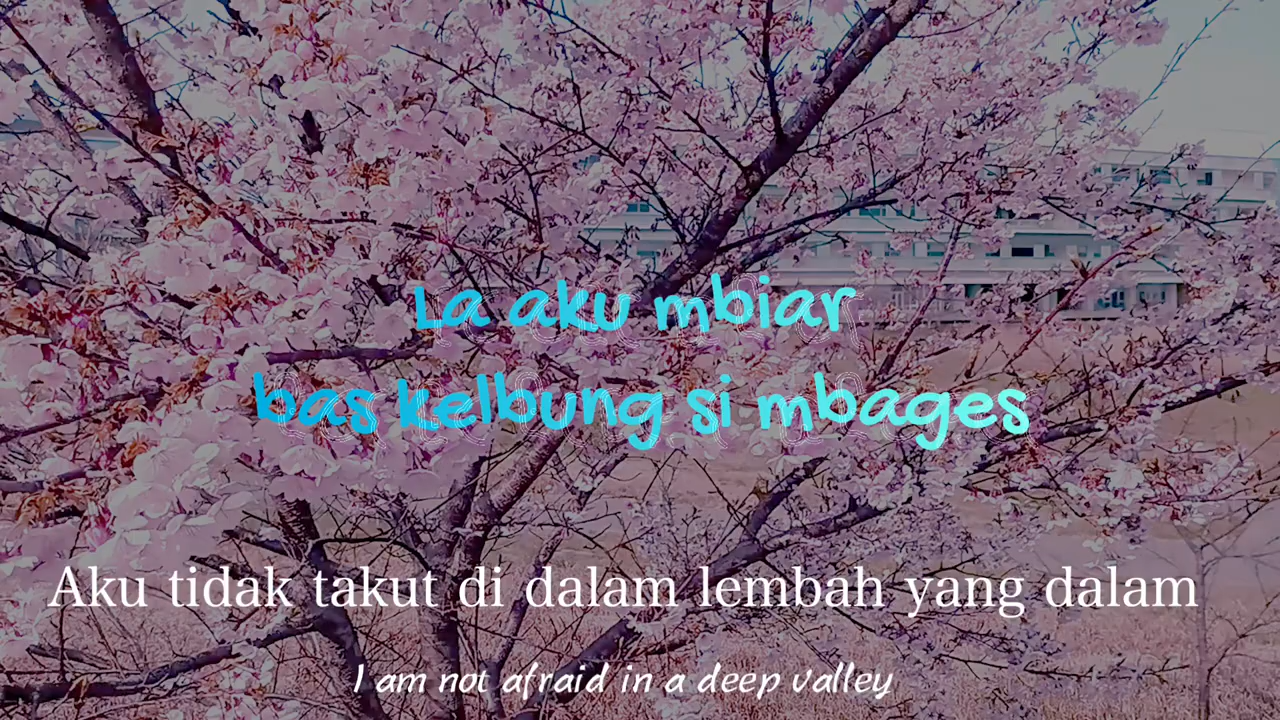 La aku mbiar
bas kelbung si mbages
Aku tidak takut di dalam lembah yang dalam
I am not afraid in a deep valley